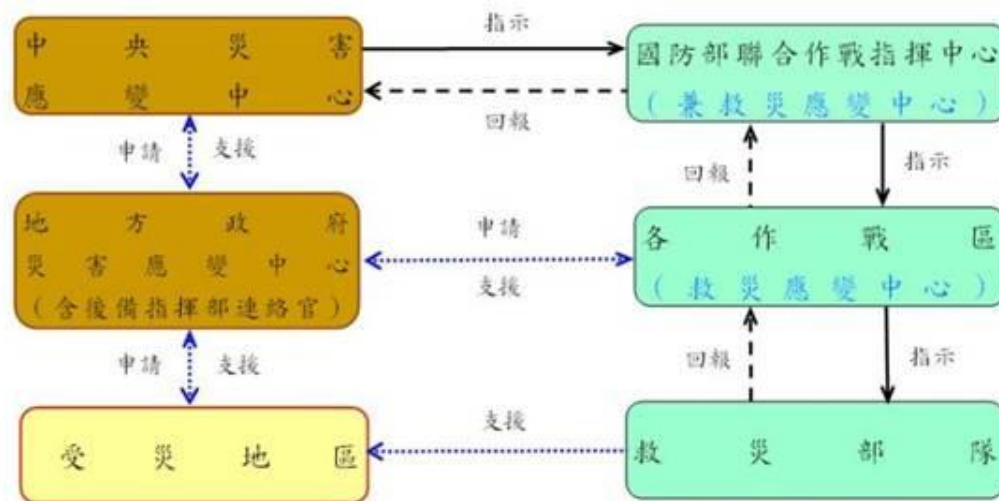 中央災害
應變中心
指示
回報
國防部聯合作戰指揮中心
(兼救災應變中心)
申請
支援
回報
指示
地方政府
災害應變中心
(含後備指揮部連絡官)
申請
支援
各作戰區
(救災應變中心)
申請
支援
回報
指示
受災地區
支援
救災部隊